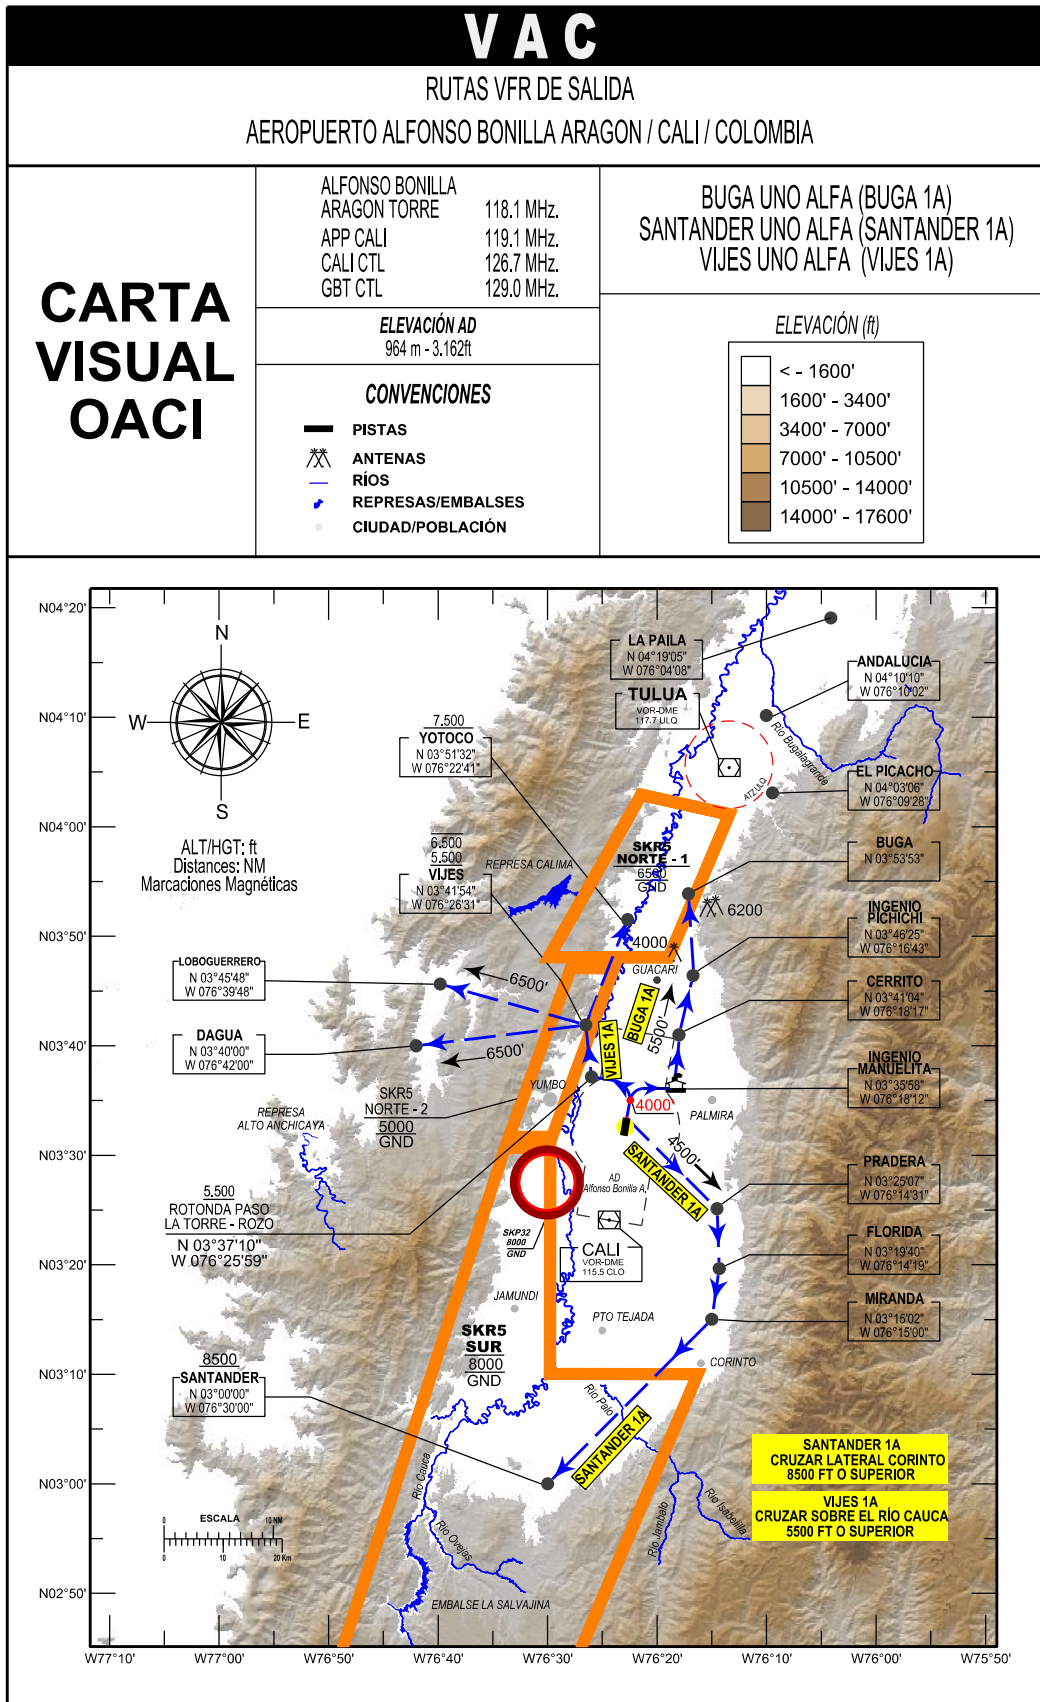 VAC
RUTAS VFR DE SALIDA
AEROPUERTO ALFONSO BONILLA ARAGON / CALI / COLOMBIA
CARTA
VISUAL
OACI
ALFONSO BONILLA
ARAGON TORRE 118.1 MHz.
APP CALI 119.1 MHz.
CALI CTL 126.7 MHz.
GBT CTL 129.0 MHz.
ELEVACIÓN AD
964 m - 3.162ft
CONVENCIONES
PISTAS
ANTENAS
RÍOS
REPRESAS/EMBALSES
CIUDAD/POBLACIÓN
BUGA UNO ALFA (BUGA 1A)
SANTANDER UNO ALFA (SANTANDER 1A)
VIJES UNO ALFA (VIJES 1A)
ELEVACIÓN (ft)
< - 1600'
1600' - 3400'
3400' - 7000'
7000' - 10500'
10500' - 14000'
14000' - 17600'
N04°20'
N04°10'
N04°00'
N03°50'
N03°40'
N03°30'
N03°20'
N03°10'
N03°00'
N02°50'
N
W E
S
ALT/HGT: ft
Distances: NM
Marcaciones Magnéticas
LA PAILA
N 04°19'05"
W 076°04'08"
TULUA
VOR-DME
117.7 ULQ
ANDALUCIA
N 04°10'10"
W 076°10'02"
Río Bugalagrande
ATZ ULQ
EL PICACHO
N 04°03'06"
W 076°09'28"
7.500
YOTOCO
N 03°51'32"
W 076°22'41"
6.500
5.500
VIJES
N 03°41'54"
W 076°26'31"
REPRESA CALIMA
SKR5
NORTE - 1
6500
GND
BUGA
N 03°53'53"
6200
4000
GUACARI
INGENIO
PICHICHI
N 03°46'25"
W 076°16'43"
LOBOGUERRERO
N 03°45'48"
W 076°39'48"
6500'
CERRITO
N 03°41'04"
W 076°18'17"
BUGA 1A
5500'
VIJES 1A
DAGUA
N 03°40'00"
W 076°42'00"
6500'
INGENIO
MANUELITA
N 03°35'58"
W 076°18'12"
YUMBO
SKR5
NORTE - 2
5000
GND
4000'
PALMIRA
REPRESA
ALTO ANCHICAYA
4500'
SANTANDER 1A
AD
Alfonso Bonilla A.
PRADERA
N 03°25'07"
W 076°14'31"
5.500
ROTONDA PASO
LA TORRE - ROZO
N 03°37'10"
W 076°25'59"
SKP32
8000
GND
CALI
VOR-DME
115.5 CLO
FLORIDA
N 03°19'40"
W 076°14'19"
JAMUNDI
PTO TEJADA
MIRANDA
N 03°15'02"
W 076°15'00"
SKR5
SUR
8000
GND
CORINTO
8500
SANTANDER
N 03°00'00"
W 076°30'00"
Río Palo
SANTANDER 1A
SANTANDER 1A
CRUZAR LATERAL CORINTO
8500 FT O SUPERIOR
VIJES 1A
CRUZAR SOBRE EL RÍO CAUCA
5500 FT O SUPERIOR
Río Cauca
Río Ovejas
Río Jambalo
Río Isabelilla
ESCALA
0 10 NM
0 10 20 Km
EMBALSE LA SALVAJINA
W77°10' W77°00' W76°50' W76°40' W76°30' W76°20' W76°10' W76°00' W75°50'